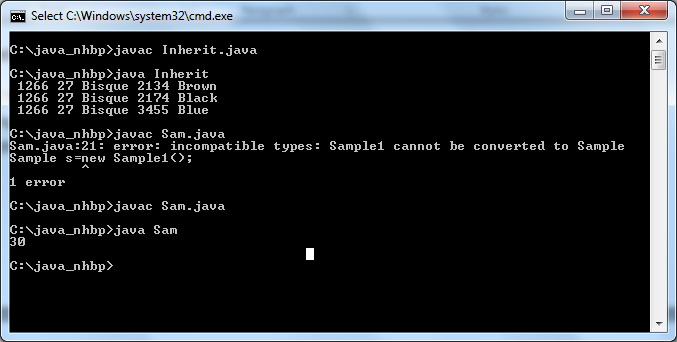 Select C:\Windows\system32\cmd.exe
C:\java_nhbp>javac Inherit.java
C:\java_nhbp>java Inherit
1266 27 Bisque 2134 Brown
1266 27 Bisque 2174 Black
1266 27 Bisque 3455 Blue
C:\java_nhbp>javac Sam.java
Sam.java:21: error: incompatible types: Sample1 cannot be converted to Sample
Sample s=new Sample1();
^
1 error
C:\java_nhbp>javac Sam.java
C:\java_nhbp>java Sam
30
C:\java_nhbp>